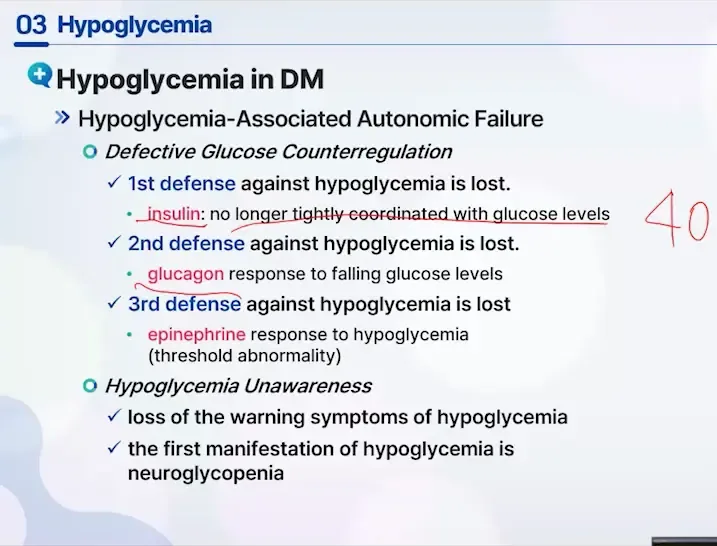 03 Hypoglycemia
Hypoglycemia in DM
Hypoglycemia-Associated Autonomic Failure
Defective Glucose Counterregulation
1st defense against hypoglycemia is lost.
insulin: no longer tightly coordinated with glucose levels
40
2nd defense against hypoglycemia is lost.
glucagon response to falling glucose levels
3rd defense against hypoglycemia is lost
epinephrine response to hypoglycemia
(threshold abnormality)
Hypoglycemia Unawareness
loss of the warning symptoms of hypoglycemia
the first manifestation of hypoglycemia is
neuroglycopenia